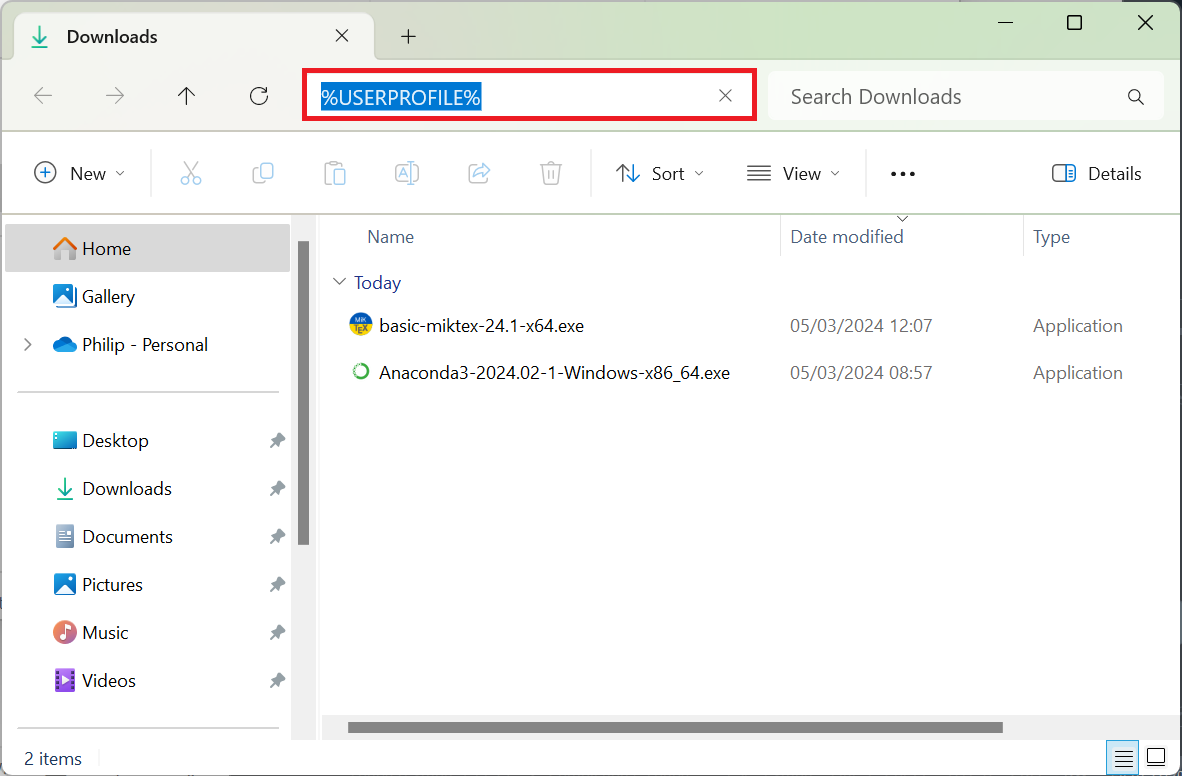 Downloads
%USERPROFILE%
Search Downloads
New
Sort
View
Details
Home
Gallery
Philip - Personal
Desktop
Downloads
Documents
Pictures
Music
Videos
Name
Date modified
Type
Today
MiK
TEX
basic-miktex-24.1-x64.exe
05/03/2024 12:07
Application
Anaconda3-2024.02-1-Windows-x86_64.exe
05/03/2024 08:57
Application
2 items